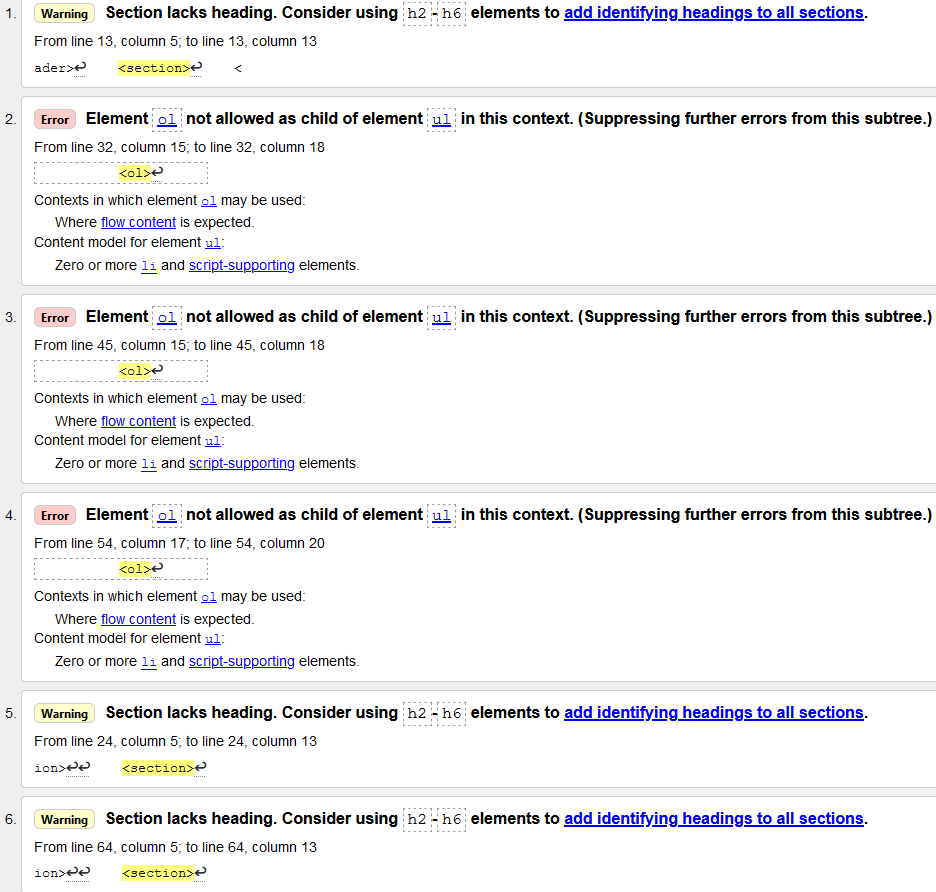 1. Warning Section lacks heading. Consider using h2-h6 elements to add identifying headings to all sections.
From line 13, column 5; to line 13, column 13
ader>↩ <section>↩ <
2. Error Element ol not allowed as child of element ul in this context. (Suppressing further errors from this subtree.)
From line 32, column 15; to line 32, column 18
<ol>↩
Contexts in which element ol may be used:
Where flow content is expected.
Content model for element ul:
Zero or more li and script-supporting elements.
3. Error Element ol not allowed as child of element ul in this context. (Suppressing further errors from this subtree.)
From line 45, column 15; to line 45, column 18
<ol>↩
Contexts in which element ol may be used:
Where flow content is expected.
Content model for element ul:
Zero or more li and script-supporting elements.
4. Error Element ol not allowed as child of element ul in this context. (Suppressing further errors from this subtree.)
From line 54, column 17; to line 54, column 20
<ol>↩
Contexts in which element ol may be used:
Where flow content is expected.
Content model for element ul:
Zero or more li and script-supporting elements.
5. Warning Section lacks heading. Consider using h2-h6 elements to add identifying headings to all sections.
From line 24, column 5; to line 24, column 13
ion>↩↩ <section>↩
6. Warning Section lacks heading. Consider using h2-h6 elements to add identifying headings to all sections.
From line 64, column 5; to line 64, column 13
ion>↩↩ <section>↩